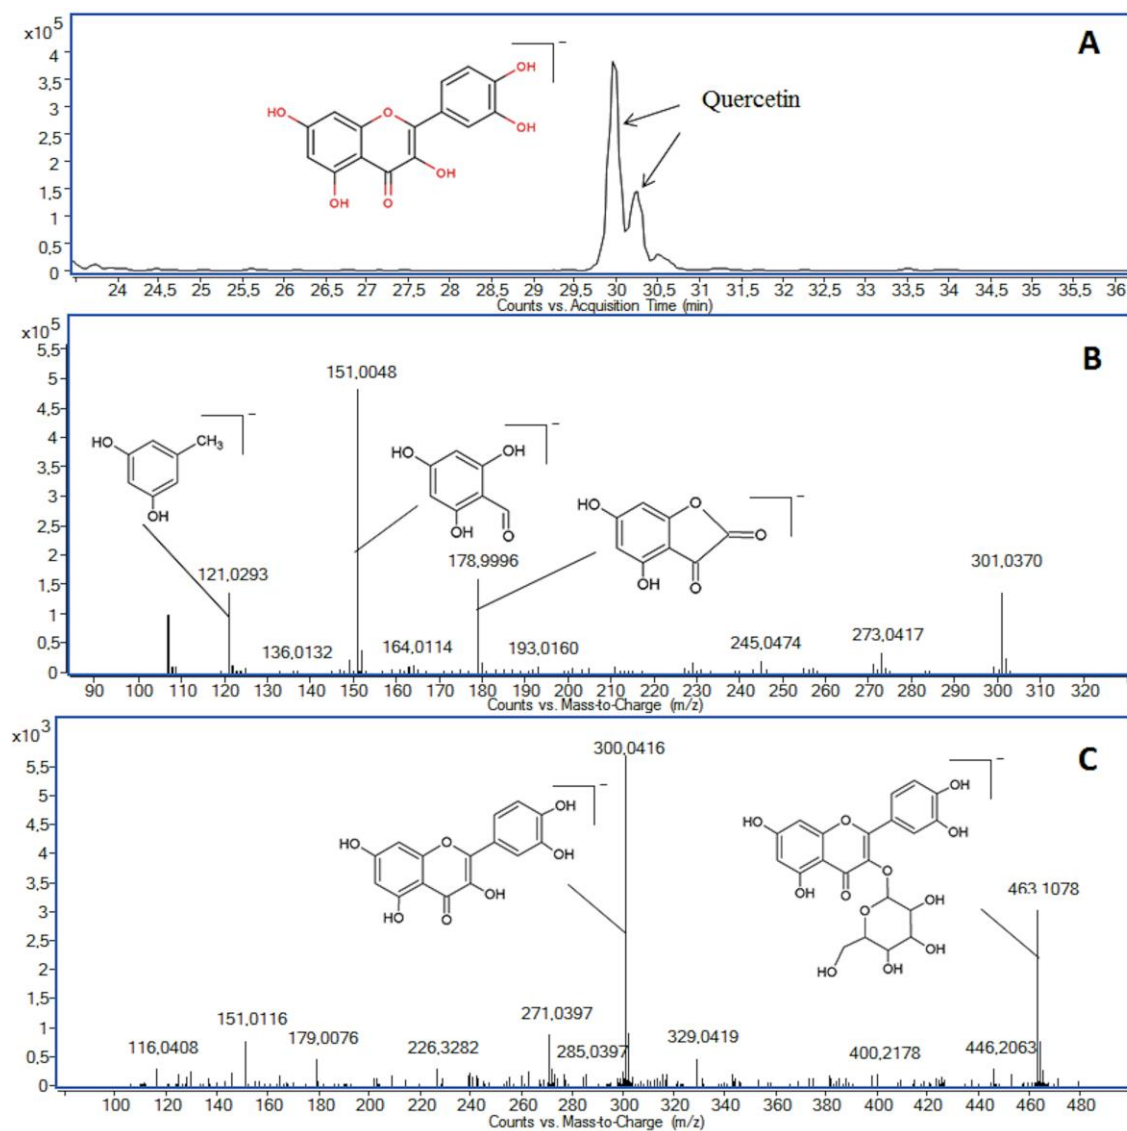 x10⁵
A
4
3,5
3
2,5
2
1,5
1
0,5
0
OH
HO
O
OH
OH
OH
O
Quercetin
24 24,5 25 25,5 26 26,5 27 27,5 28 28,5 29 29,5 30 30,5 31 31,5 32 32,5 33 33,5 34 34,5 35 35,5 36
Counts vs. Acquisition Time (min)
x10⁵
B
5,5
5
4,5
4
3,5
3
2,5
2
1,5
1
0,5
0
151,0048
HO
CH₃
OH
HO
OH
OH
O
HO
O
O
OH
O
121,0293
178,9996
301,0370
136,0132
164,0114
193,0160
245,0474
273,0417
90 100 110 120 130 140 150 160 170 180 190 200 210 220 230 240 250 260 270 280 290 300 310 320
Counts vs. Mass-to-Charge (m/z)
x10³
C
5,5
5
4,5
4
3,5
3
2,5
2
1,5
1
0,5
0
300,0416
OH
HO
O
OH
OH
OH
O
OH
HO
O
OH
O
OH
O
O
OH
OH
OH
HO
463,1078
116,0408
151,0116
179,0076
226,3282
271,0397
285,0397
329,0419
400,2178
446,2063
100 120 140 160 180 200 220 240 260 280 300 320 340 360 380 400 420 440 460 480
Counts vs. Mass-to-Charge (m/z)